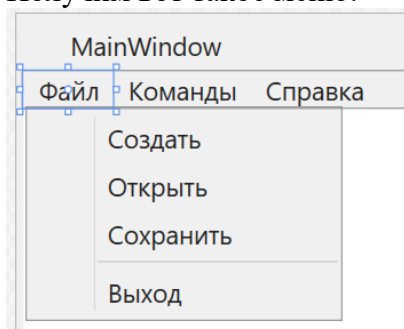 MainWindow
Файл Команды Справка
Создать
Открыть
Сохранить
Выход